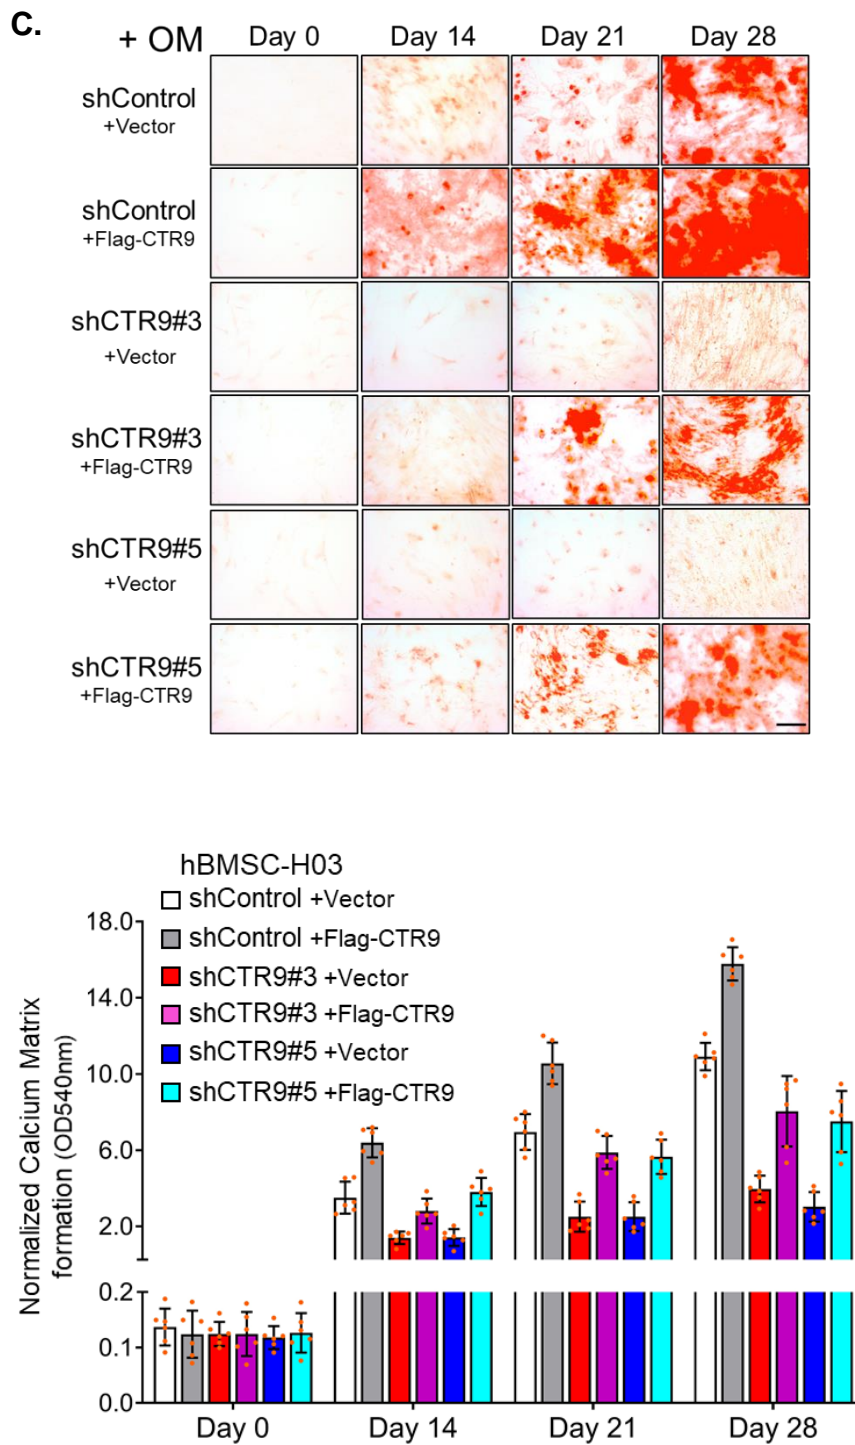 C.
+ OM Day 0 Day 14 Day 21 Day 28
shControl
+Vector
shControl
+Flag-CTR9
shCTR9#3
+Vector
shCTR9#3
+Flag-CTR9
shCTR9#5
+Vector
shCTR9#5
+Flag-CTR9
hBMSC-H03
shControl +Vector
shControl +Flag-CTR9
shCTR9#3 +Vector
shCTR9#3 +Flag-CTR9
shCTR9#5 +Vector
shCTR9#5 +Flag-CTR9
Normalized Calcium Matrix
formation (OD540nm)
18.0
14.0
10.0
6.0
2.0
0.2
0.1
0.0
Day 0 Day 14 Day 21 Day 28